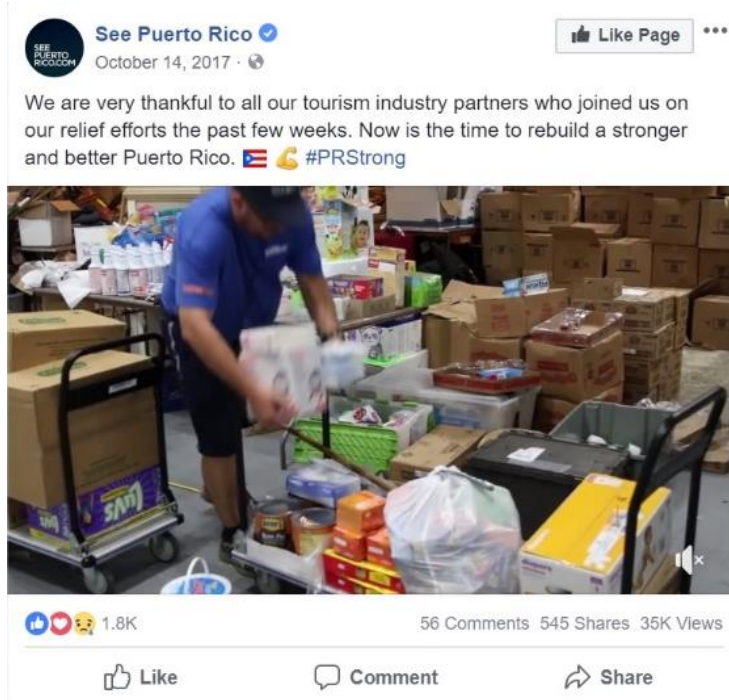 SEE
PUERTO
RICO.COM
See Puerto Rico
October 14, 2017
Like Page
We are very thankful to all our tourism industry partners who joined us on
our relief efforts the past few weeks. Now is the time to rebuild a stronger
and better Puerto Rico. #PRStrong
Luvs
1.8K
56 Comments 545 Shares 35K Views
Like
Comment
Share